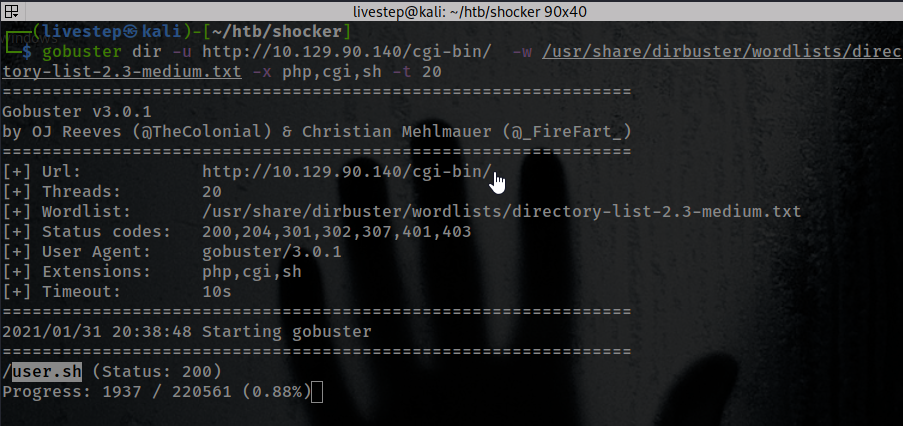 livestep@kali: ~/htb/shocker 90x40
(livestep㉿kali)-[~/htb/shocker]
Windows
$ gobuster dir -u http://10.129.90.140/cgi-bin/  -w /usr/share/dirbuster/wordlists/direc
tory-list-2.3-medium.txt -x php,cgi,sh -t 20
===============================================================
Gobuster v3.0.1
by OJ Reeves (@TheColonial) & Christian Mehlmauer (@_FireFart_)
===============================================================
[+] Url:            http://10.129.90.140/cgi-bin/
[+] Threads:        20
[+] Wordlist:       /usr/share/dirbuster/wordlists/directory-list-2.3-medium.txt
[+] Status codes:   200,204,301,302,307,401,403
[+] User Agent:     gobuster/3.0.1
[+] Extensions:     php,cgi,sh
[+] Timeout:        10s
===============================================================
2021/01/31 20:38:48 Starting gobuster
===============================================================
/user.sh (Status: 200)
Progress: 1937 / 220561 (0.88%)